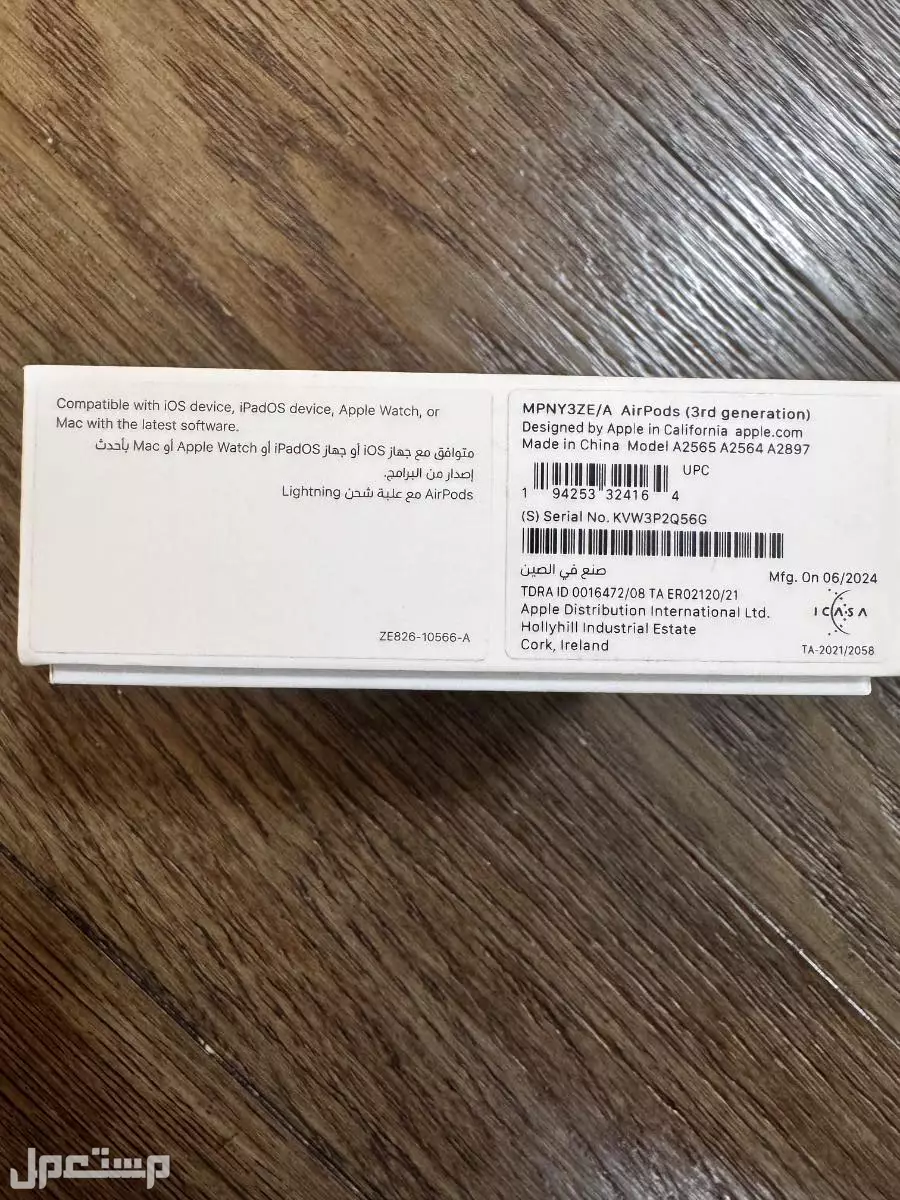 Compatible with iOS device, iPadOS device, Apple Watch, or
Mac with the latest software.
متوافق مع جهاز iOS أو جهاز iPadOS أو Apple Watch أو Mac بأحدث
إصدار من البرامج.
AirPods مع علبة شحن Lightning
ZE826-10566-A
MPNY3ZE/A AirPods (3rd generation)
Designed by Apple in California apple.com
Made in China Model A2565 A2564 A2897
UPC
1 94253 32416 4
(S) Serial No. KVW3P2Q56G
صنع في الصين
Mfg. On 06/2024
TDRA ID 0016472/08 TA ER02120/21
Apple Distribution International Ltd.
Hollyhill Industrial Estate
Cork, Ireland
ICASA
TA-2021/2058
مستعمل